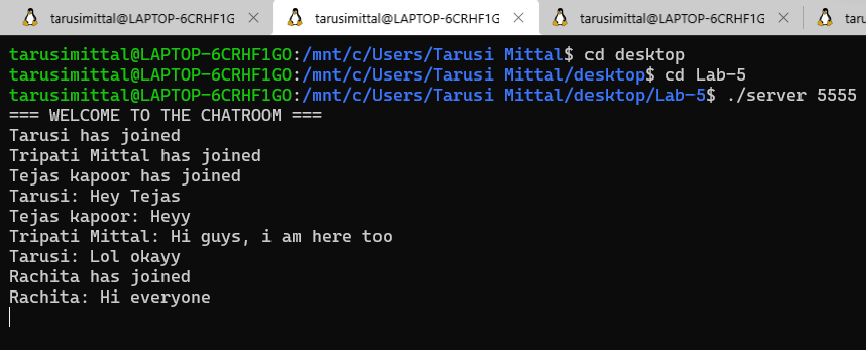 tarusimittal@LAPTOP-6CRHF1G
tarusimittal@LAPTOP-6CRHF1G
tarusimittal@LAPTOP-6CRHF1G
tarusimittal@LAPTOP-6CRHF1GO:/mnt/c/Users/Tarusi Mittal$ cd desktop
tarusimittal@LAPTOP-6CRHF1GO:/mnt/c/Users/Tarusi Mittal/desktop$ cd Lab-5
tarusimittal@LAPTOP-6CRHF1GO:/mnt/c/Users/Tarusi Mittal/desktop/Lab-5$ ./server 5555
=== WELCOME TO THE CHATROOM ===
Tarusi has joined
Tripati Mittal has joined
Tejas kapoor has joined
Tarusi: Hey Tejas
Tejas kapoor: Heyy
Tripati Mittal: Hi guys, i am here too
Tarusi: Lol okayy
Rachita has joined
Rachita: Hi everyone